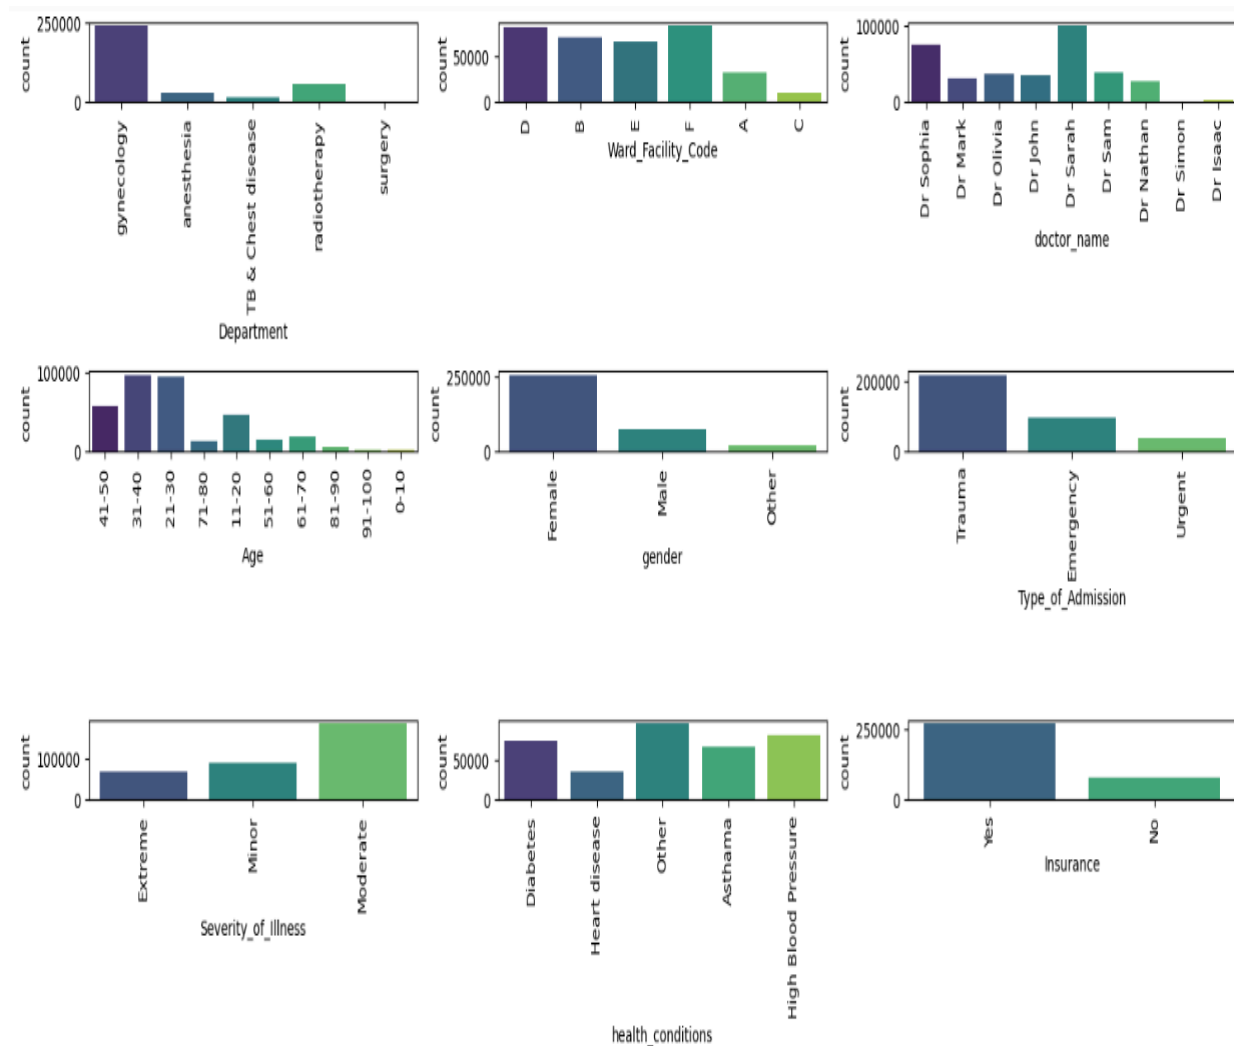 250000
0
count
gynecology
anesthesia
TB & Chest disease
radiotherapy
surgery
Department
50000
0
count
D
B
E
F
A
C
Ward_Facility_Code
100000
0
count
Dr Sophia
Dr Mark
Dr Olivia
Dr John
Dr Sarah
Dr Sam
Dr Nathan
Dr Simon
Dr Isaac
doctor_name
100000
0
count
41-50
31-40
21-30
71-80
11-20
51-60
61-70
81-90
91-100
0-10
Age
250000
0
count
Female
Male
Other
gender
200000
0
count
Trauma
Emergency
Urgent
Type_of_Admission
100000
0
count
Extreme
Minor
Moderate
Severity_of_Illness
50000
0
count
Diabetes
Heart disease
Other
Asthama
High Blood Pressure
health_conditions
250000
0
count
Yes
No
Insurance